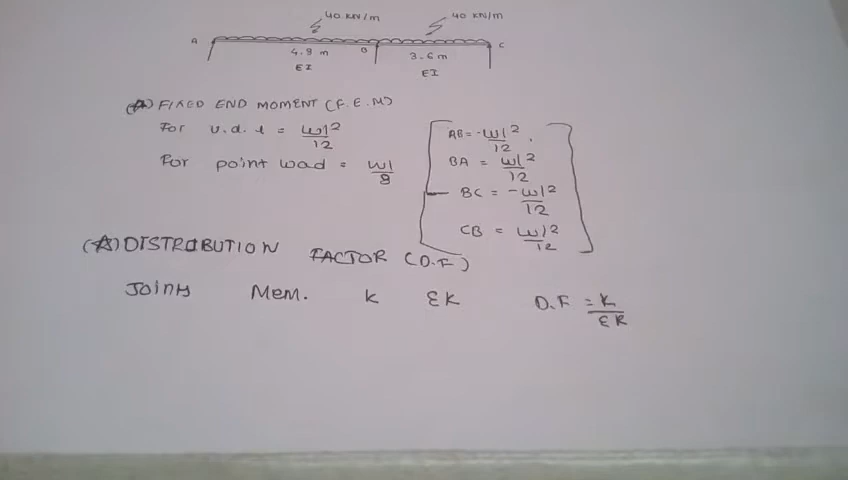 40 KN/m 40 KN/m
A B C
4.8 m 3.6 m
EI EI
(A) FIXED END MOMENT (F.E.M)
For u.d.l = wl²/12
For point woad = wl/8
AB = -wl²/12.
BA = wl²/12
BC = -wl²/12
CB = wl²/12
(A) DISTRIBUTION FACTOR (D.F)
Joints Mem. K ΣK D.F = K/ΣK